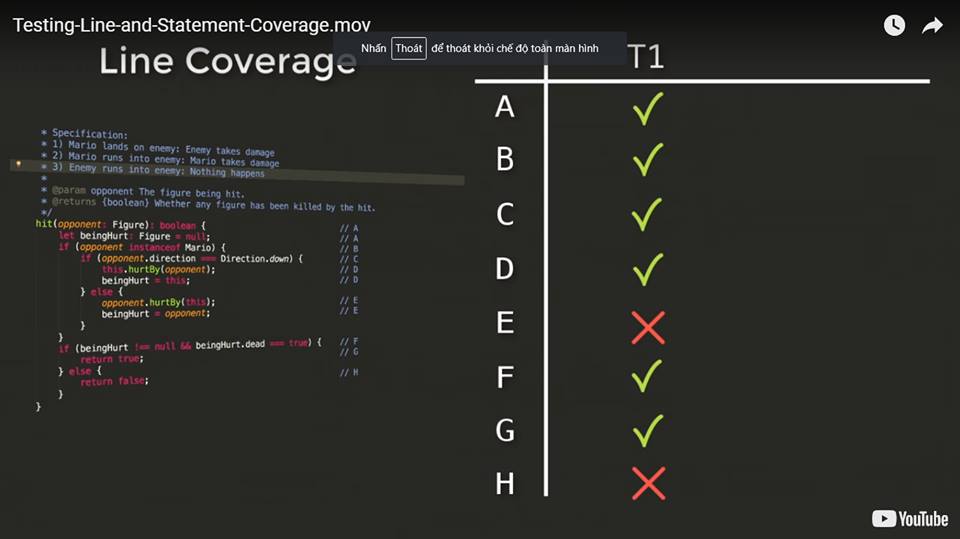 Testing-Line-and-Statement-Coverage.mov
Nhấn Thoát để thoát khỏi chế độ toàn màn hình
Line Coverage
* Specification:
* 1) Mario lands on enemy: Enemy takes damage
* 2) Mario runs into enemy: Mario takes damage
* 3) Enemy runs into enemy: Nothing happens
*
* @param opponent The figure being hit.
* @returns {boolean} Whether any figure has been killed by the hit.
*/
hit(opponent: Figure): boolean { // A
let beingHurt: Figure = null; // A
if (opponent instanceof Mario) { // B
if (opponent.direction === Direction.down) { // C
this.hurtBy(opponent); // D
beingHurt = this; // D
} else {
opponent.hurtBy(this); // E
beingHurt = opponent; // E
}
}
if (beingHurt !== null && beingHurt.dead === true) { // F
return true; // G
} else {
return false; // H
}
}
T1
A
B
C
D
E
F
G
H
YouTube